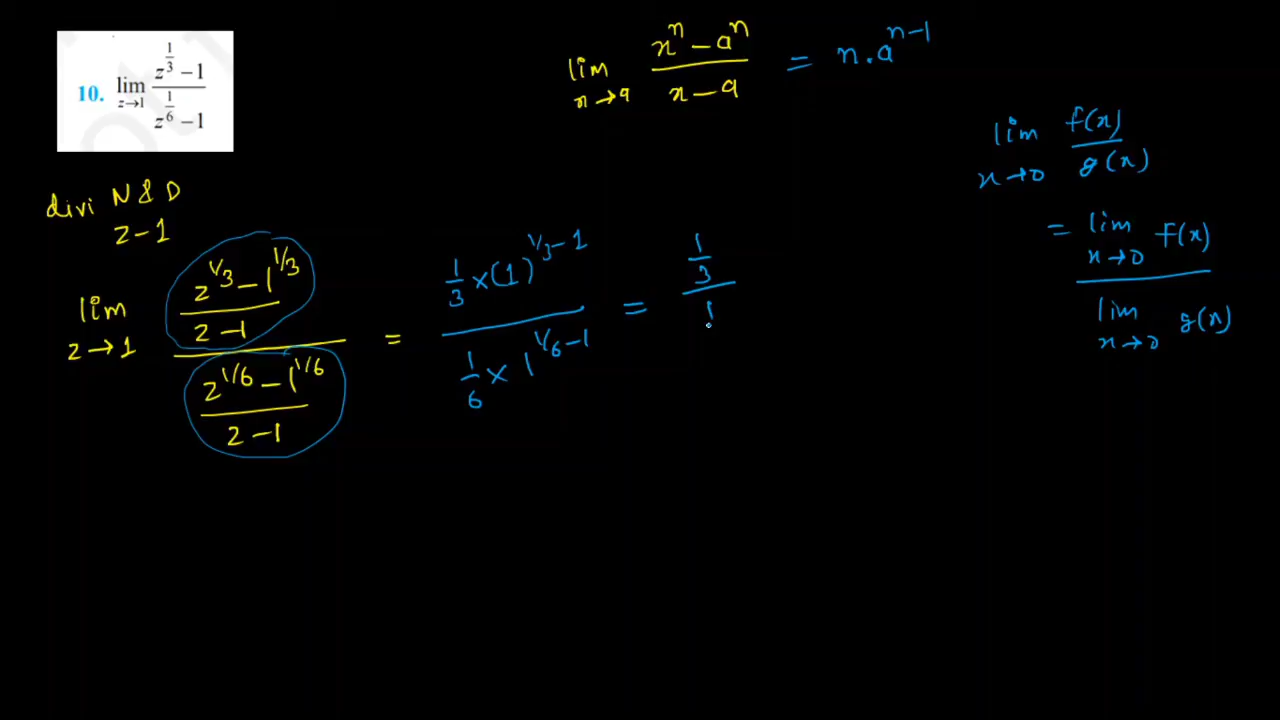 10. lim z→1 (z^(1/3) − 1)/(z^(1/6) − 1)
lim x→a (x^n − a^n)/(x − a) = n.a^(n−1)
lim x→0 f(x)/g(x)
= (lim x→0 f(x))/(lim x→0 g(x))
divi N & D
z − 1
lim z→1 ((z^(1/3) − 1^(1/3))/(z − 1))/((z^(1/6) − 1^(1/6))/(z − 1)) = (1/3 × (1)^(1/3 − 1))/(1/6 × 1^(1/6 − 1)) = (1/3)/1